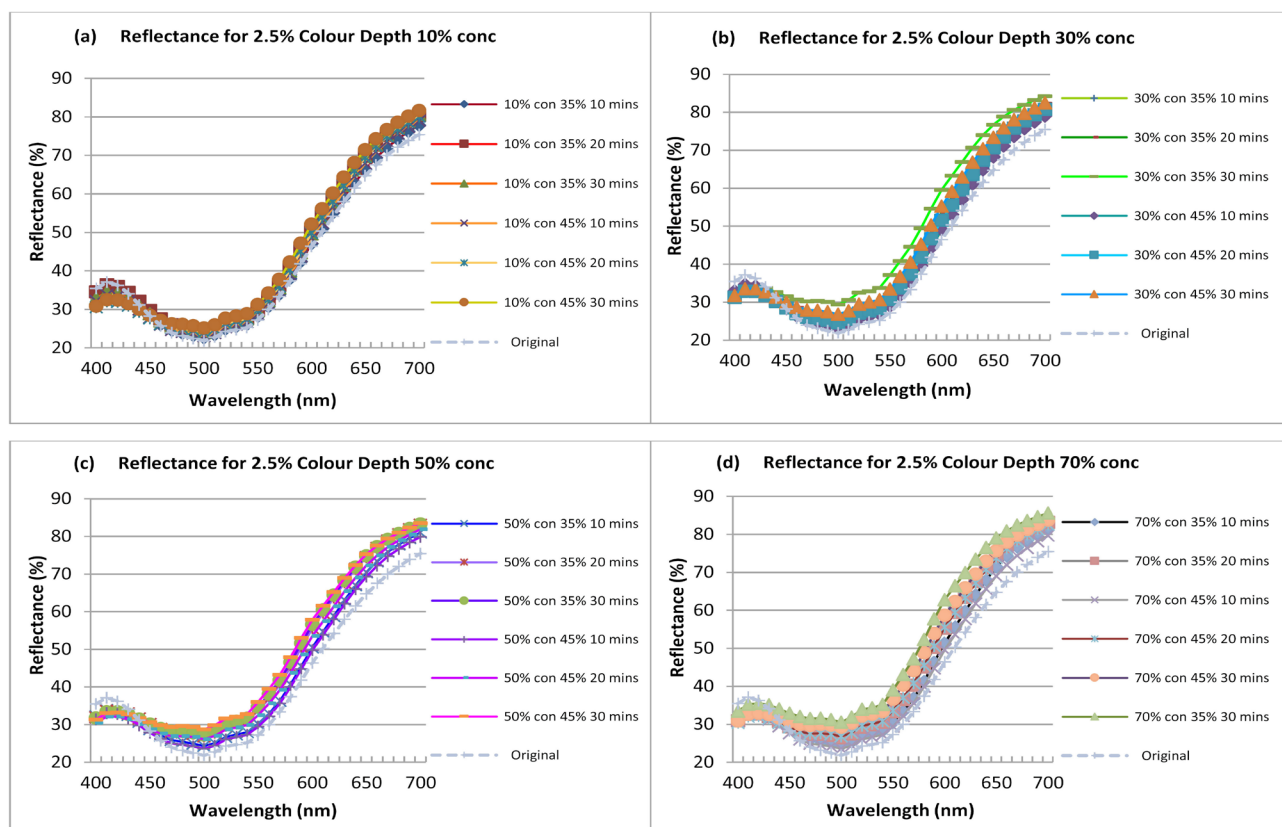 (a) Reflectance for 2.5% Colour Depth 10% conc
Reflectance (%)
90
80
70
60
50
40
30
20
400 450 500 550 600 650 700
Wavelength (nm)
10% con 35% 10 mins
10% con 35% 20 mins
10% con 35% 30 mins
10% con 45% 10 mins
10% con 45% 20 mins
10% con 45% 30 mins
Original
(b) Reflectance for 2.5% Colour Depth 30% conc
Reflectance (%)
90
80
70
60
50
40
30
20
400 450 500 550 600 650 700
Wavelength (nm)
30% con 35% 10 mins
30% con 35% 20 mins
30% con 35% 30 mins
30% con 45% 10 mins
30% con 45% 20 mins
30% con 45% 30 mins
Original
(c) Reflectance for 2.5% Colour Depth 50% conc
Reflectance (%)
90
80
70
60
50
40
30
20
400 450 500 550 600 650 700
Wavelength (nm)
50% con 35% 10 mins
50% con 35% 20 mins
50% con 35% 30 mins
50% con 45% 10 mins
50% con 45% 20 mins
50% con 45% 30 mins
Original
(d) Reflectance for 2.5% Colour Depth 70% conc
Reflectance (%)
90
80
70
60
50
40
30
20
400 450 500 550 600 650 700
Wavelength (nm)
70% con 35% 10 mins
70% con 35% 20 mins
70% con 45% 10 mins
70% con 45% 20 mins
70% con 45% 30 mins
70% con 35% 30 mins
Original